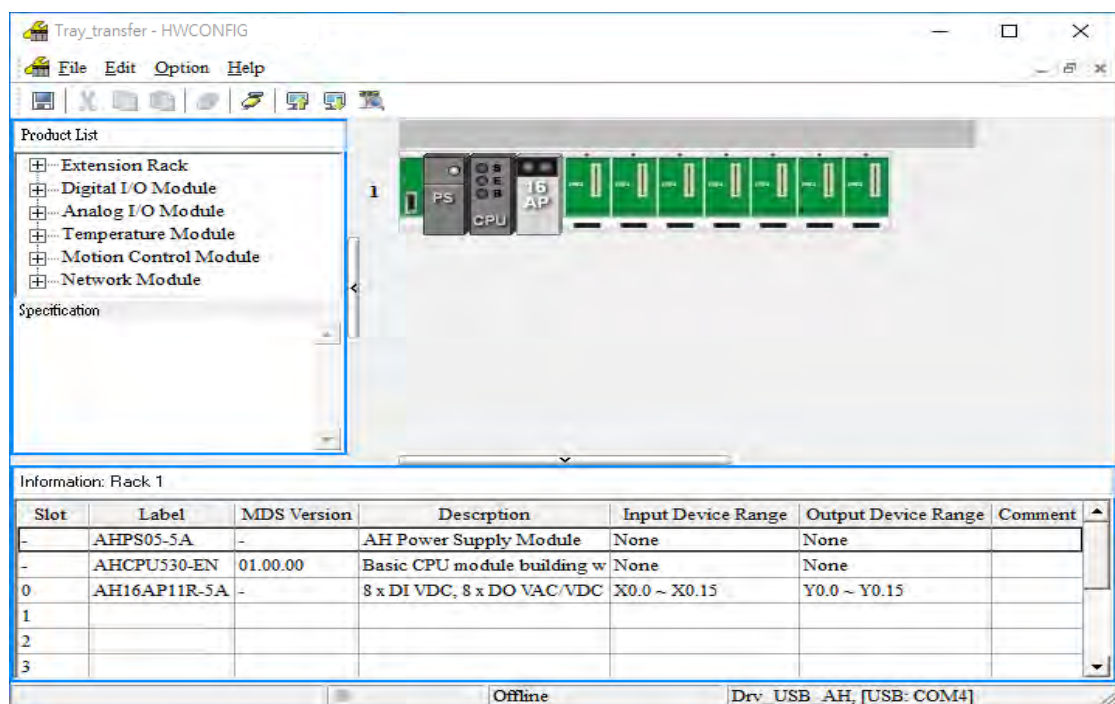 Tray_transfer - HWCONFIG
File Edit Option Help
Product List
Extension Rack
Digital I/O Module
Analog I/O Module
Temperature Module
Motion Control Module
Network Module
Specification
1
PS
S
E
B
CPU
16
AP
Information: Rack 1
Slot Label MDS Version Descrption Input Device Range Output Device Range Comment
- AHPS05-5A - AH Power Supply Module None None
- AHCPU530-EN 01.00.00 Basic CPU module building w None None
0 AH16AP11R-5A - 8 x DI VDC, 8 x DO VAC/VDC X0.0 ~ X0.15 Y0.0 ~ Y0.15
1
2
3
Offline Drv_USB_AH, [USB: COM4]